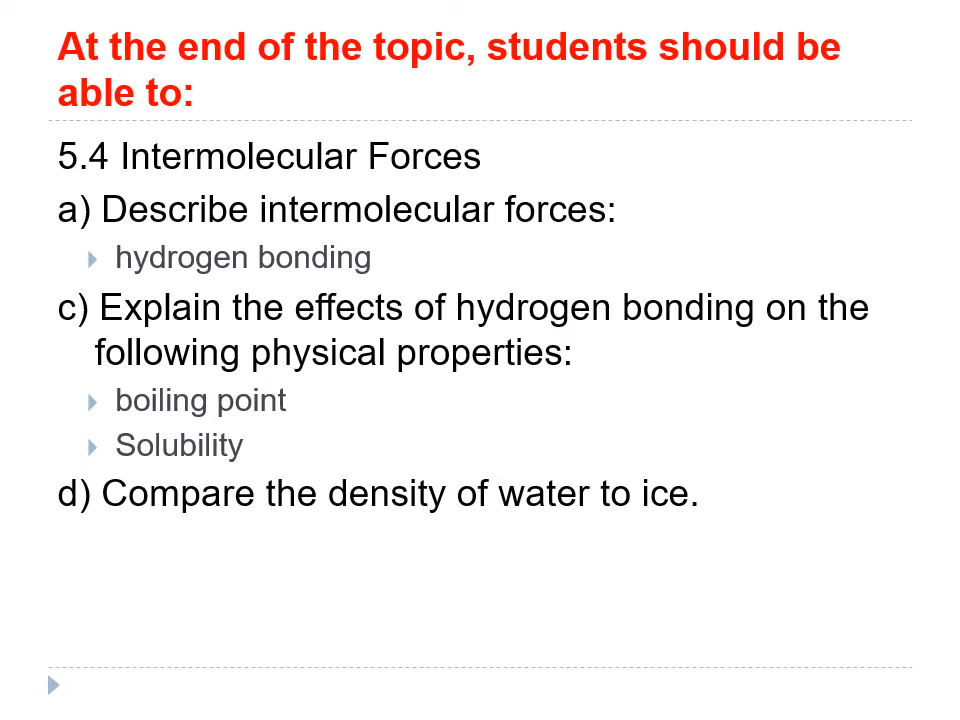 At the end of the topic, students should be
able to:
5.4 Intermolecular Forces
a) Describe intermolecular forces:
hydrogen bonding
c) Explain the effects of hydrogen bonding on the
following physical properties:
boiling point
Solubility
d) Compare the density of water to ice.